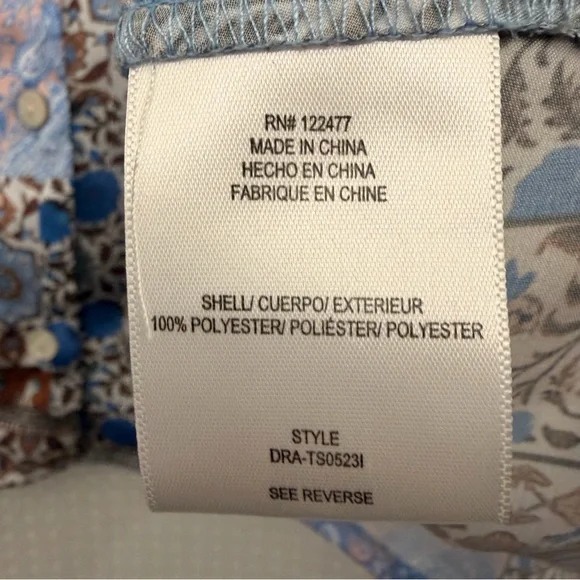 RN# 122477
MADE IN CHINA
HECHO EN CHINA
FABRIQUE EN CHINE
SHELL/ CUERPO/ EXTERIEUR
100% POLYESTER/ POLIÉSTER/ POLYESTER
STYLE
DRA-TS0523I
SEE REVERSE